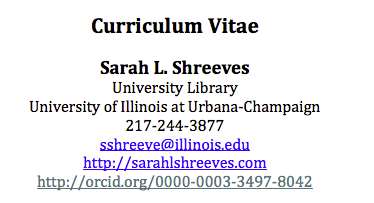 Curriculum Vitae
Sarah L. Shreeves
University Library
University of Illinois at Urbana-Champaign
217-244-3877
sshreeve@illinois.edu
http://sarahlshreeves.com
http://orcid.org/0000-0003-3497-8042